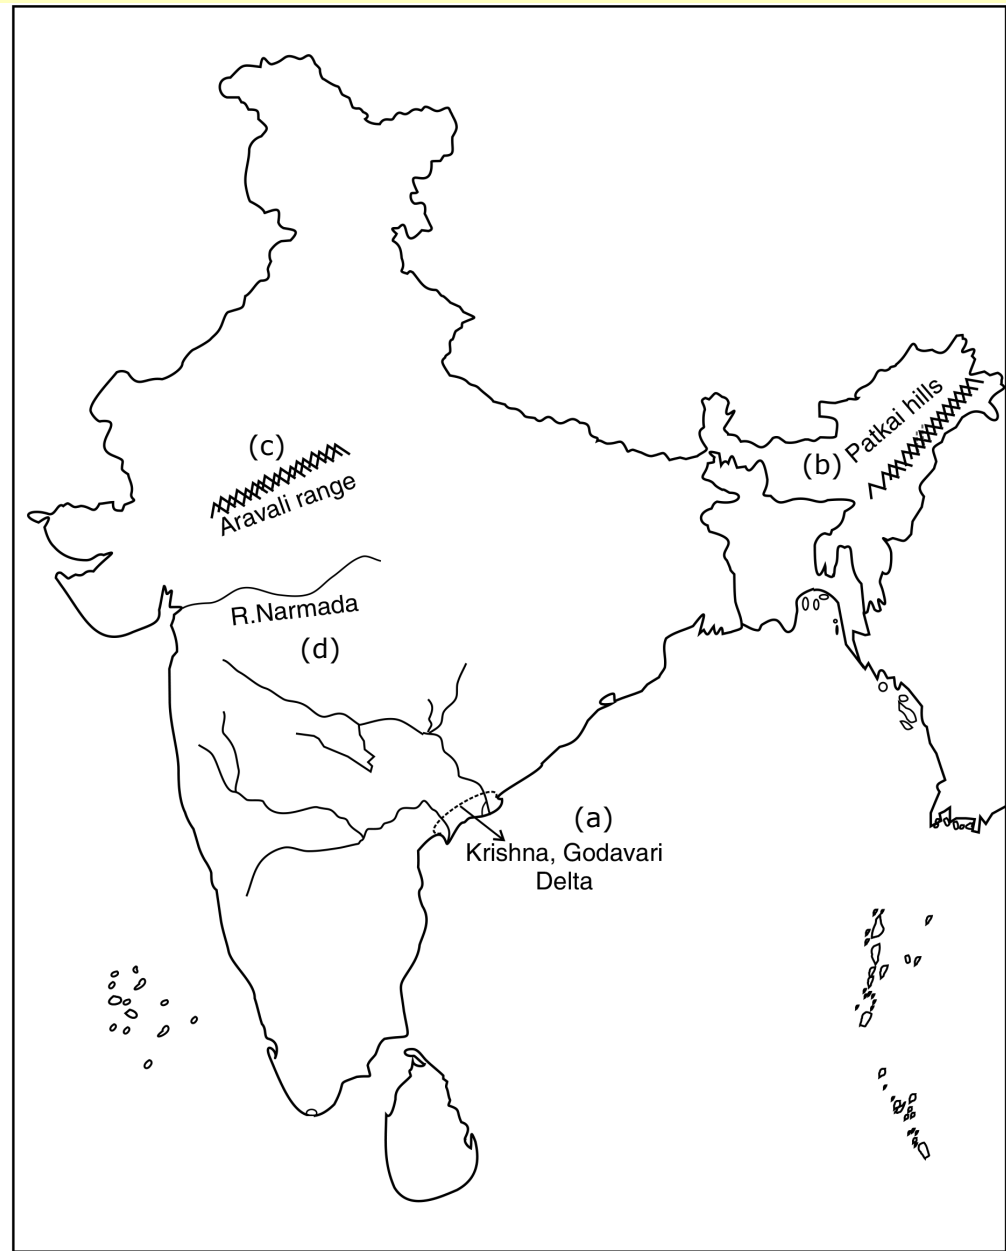 Patkai hills
(b)
(c)
Aravali range
R.Narmada
(d)
(a)
Krishna, Godavari
Delta